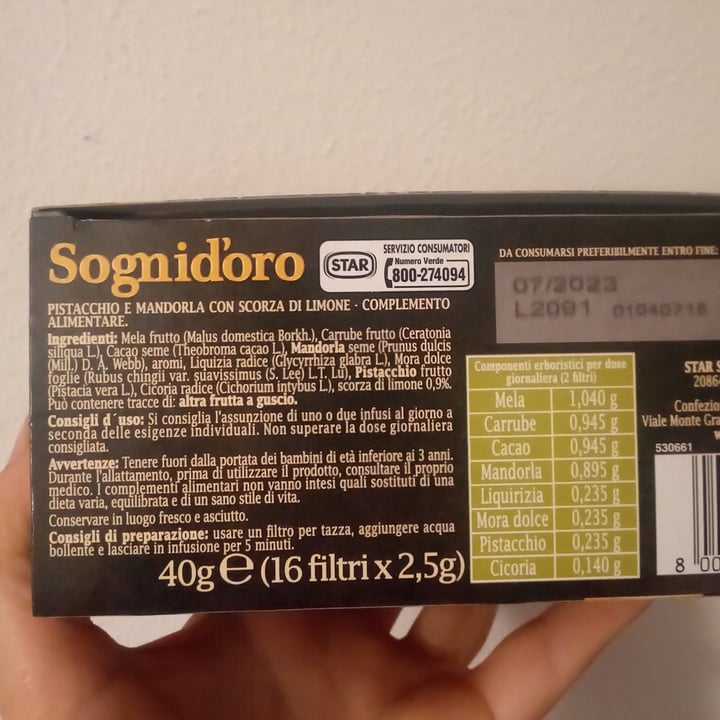 Sognid'oro
STAR
SERVIZIO CONSUMATORI
Numero Verde
800-274094
DA CONSUMARSI PREFERIBILMENTE ENTRO FINE:
07/2023
L2091 01040716
PISTACCHIO E MANDORLA CON SCORZA DI LIMONE · COMPLEMENTO
ALIMENTARE.
Ingredienti: Mela frutto (Malus domestica Borkh.), Carrube frutto (Ceratonia
siliqua L.), Cacao seme (Theobroma cacao L.), Mandorla seme (Prunus dulcis
(Mill.) D. A. Webb), aromi, Liquizia radice (Glycyrrhiza glabra L.), Mora dolce
foglie (Rubus chingii var. suavissimus (S. Lee) L.T. Lu), Pistacchio frutto
(Pistacia vera L.), Cicoria radice (Cichorium intybus L.), scorza di limone 0,9%.
Può contenere tracce di: altra frutta a guscio.
Consigli d'uso: Si consiglia l'assunzione di uno o due infusi al giorno a
seconda delle esigenze individuali. Non superare la dose giornaliera
consigliata.
Avvertenze: Tenere fuori dalla portata dei bambini di età inferiore ai 3 anni.
Durante l'allattamento, prima di utilizzare il prodotto, consultare il proprio
medico. I complementi alimentari non vanno intesi quali sostituti di una
dieta varia, equilibrata e di un sano stile di vita.
Conservare in luogo fresco e asciutto.
Consigli di preparazione: usare un filtro per tazza, aggiungere acqua
bollente e lasciare in infusione per 5 minuti.
40g e (16 filtri x 2,5g)
Componenti erboristici per dose
giornaliera (2 filtri)
Mela 1,040 g
Carrube 0,945 g
Cacao 0,945 g
Mandorla 0,895 g
Liquirizia 0,235 g
Mora dolce 0,235 g
Pistacchio 0,235 g
Cicoria 0,140 g
STAR S
2086
Confezio
Viale Monte Gra
530661
8 00